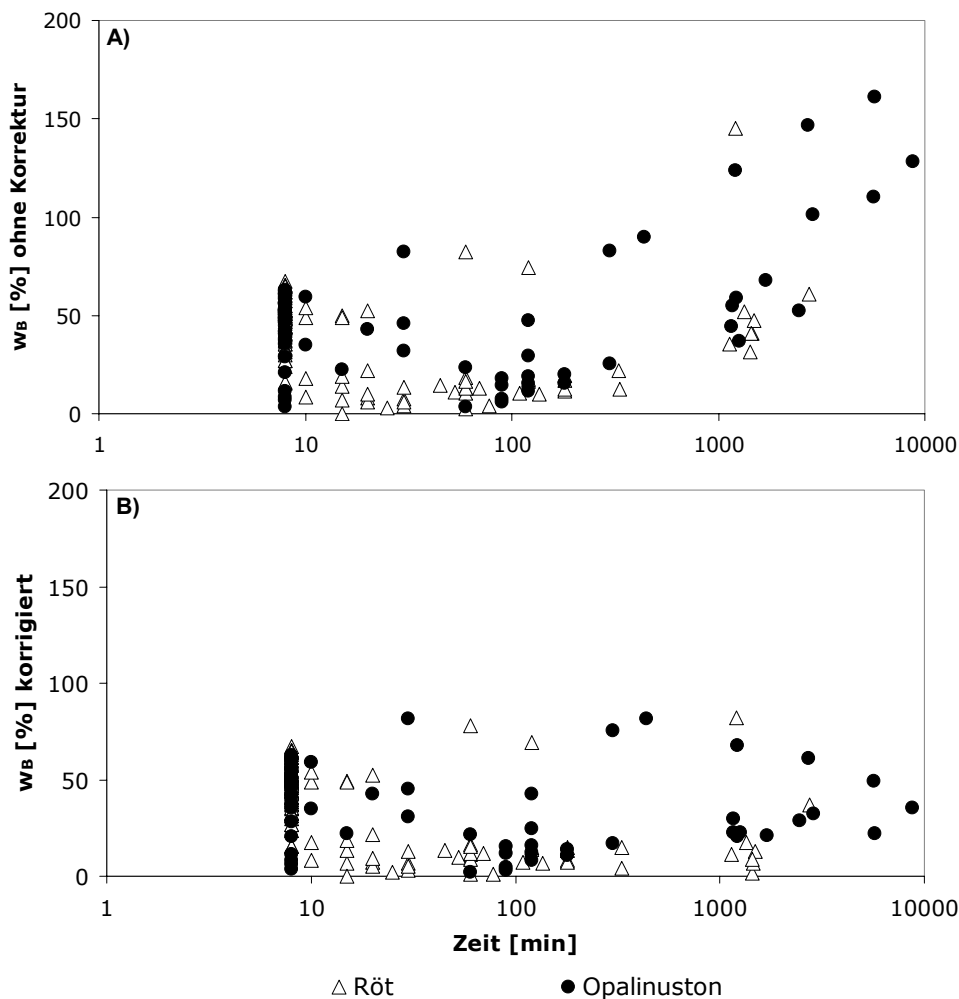 A)
wB [%] ohne Korrektur
200
150
100
50
0
1 10 100 1000 10000
B)
wB [%] korrigiert
200
150
100
50
0
1 10 100 1000 10000
Zeit [min]
△ Röt ● Opalinuston